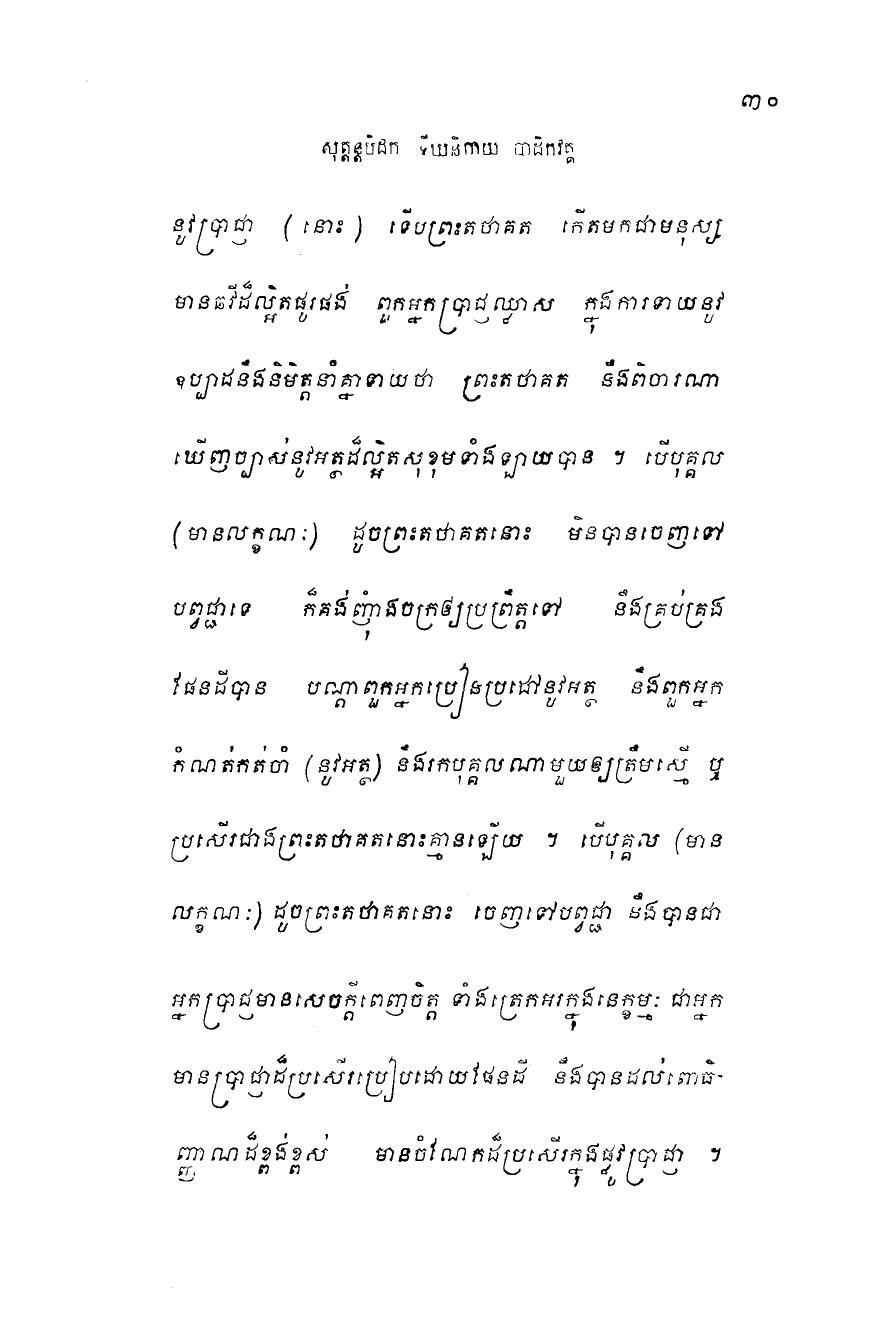 ៣០
សុត្តន្តបិដក ទីឃនិកាយ បាដិកវគ្គ
នូវប្រាជ្ញា (នោះ) ទើបព្រះតថាគត កើតមកជាមនុស្ស
មានឆវីដ៏ល្អិតផូរផង់ ពួកអ្នកប្រាជ្ញឈ្លាស ក្នុងការទាយនូវ
ឧប្បាដនឹងនិមិត្តនាំគ្នាទាយថា ព្រះតថាគត នឹងពិចារណា
ឃើញច្បាស់នូវអត្ថដ៏ល្អិតសុខុមទាំងឡាយបាន ។ បើបុគ្គល
(មានលក្ខណៈ) ដូចព្រះតថាគតនោះ មិនបានចេញទៅ
បព្វជ្ជាទេ ក៏គង់ញុំាងចក្រឲ្យប្រព្រឹត្តទៅ នឹងគ្រប់គ្រង
ផែនដីបាន បណ្តាពួកអ្នកប្រៀនប្រដៅនូវអត្ថ នឹងពួកអ្នក
កំណត់កត់ចាំ (នូវអត្ថ) នឹងរកបុគ្គលណាមួយឲ្យត្រឹមស្មើ ឬ
ប្រសើរជាងព្រះតថាគតនោះគ្មានឡើយ ។ បើបុគ្គល (មាន
លក្ខណៈ) ដូចព្រះតថាគតនោះ ចេញទៅបព្វជ្ជា នឹងបានជា
អ្នកប្រាជ្ញមានសេចក្តីពេញចិត្ត ទាំងត្រេកអរក្នុងនេក្ខម្មៈ ជាអ្នក
មានប្រាជ្ញាដ៏ប្រសើរប្រៀបដោយផែនដី នឹងបានដល់ពោធិ-
ញ្ញាណដ៏ខ្ពង់ខ្ពស់ មានចំណែកដ៏ប្រសើរក្នុងផ្លូវប្រាជ្ញា ។